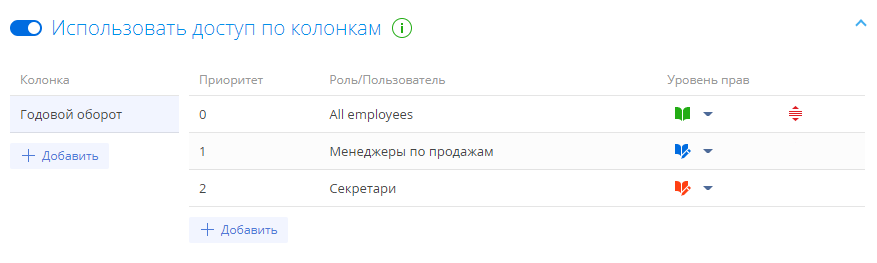 Использовать доступ по колонкам
Колонка Приоритет Роль/Пользователь Уровень прав
Годовой оборот 0 All employees
Добавить 1 Менеджеры по продажам
2 Секретари
Добавить